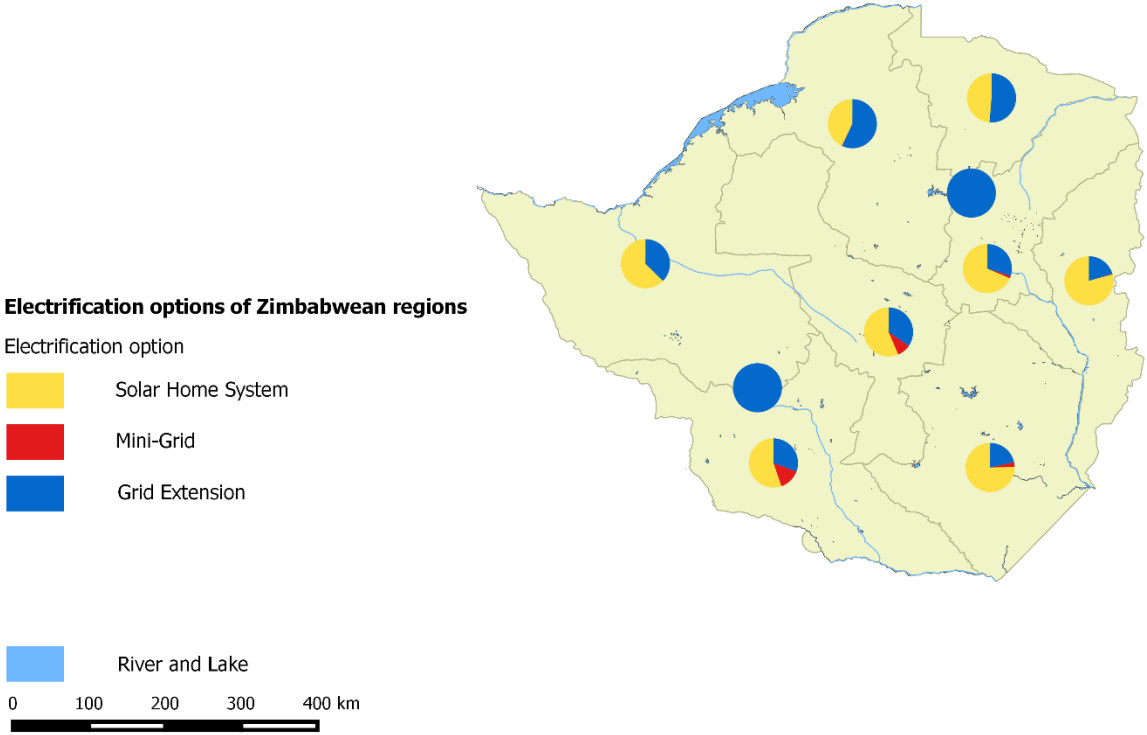 Electrification options of Zimbabwean regions
Electrification option
Solar Home System
Mini-Grid
Grid Extension
River and Lake
0 100 200 300 400 km